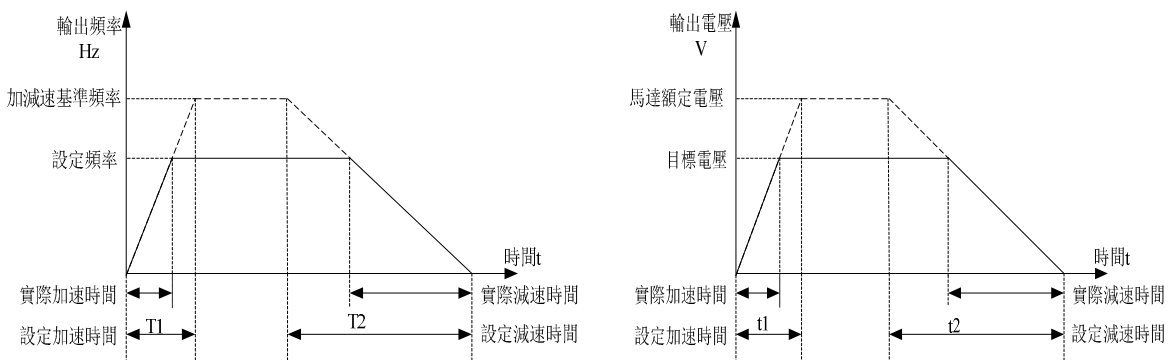 輸出頻率
Hz
加減速基準頻率
設定頻率
時間t
實際加速時間
實際減速時間
設定加速時間
T1
T2
設定減速時間
輸出電壓
V
馬達額定電壓
目標電壓
時間t
實際加速時間
實際減速時間
設定加速時間
t1
t2
設定減速時間